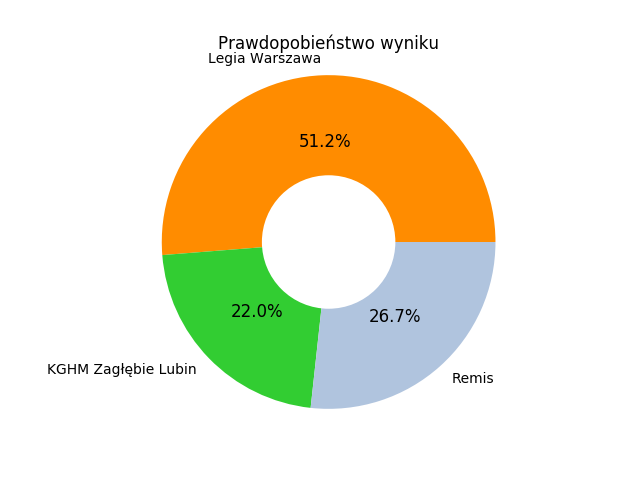 Prawdopobieństwo wyniku
Legia Warszawa
51.2%
22.0%
26.7%
KGHM Zagłębie Lubin
Remis